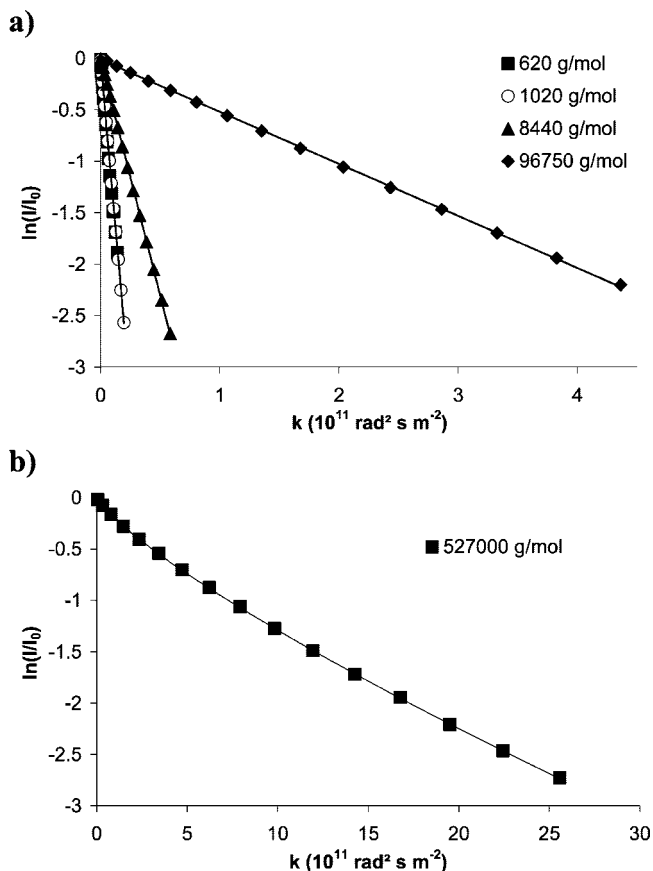 a)
0
-0.5
-1
-1.5
-2
-2.5
-3
ln(I/I₀)
620 g/mol
1020 g/mol
8440 g/mol
96750 g/mol
0 1 2 3 4
k (10¹¹ rad² s m⁻²)
b)
0
-0.5
-1
-1.5
-2
-2.5
-3
ln(I/I₀)
527000 g/mol
0 5 10 15 20 25 30
k (10¹¹ rad² s m⁻²)